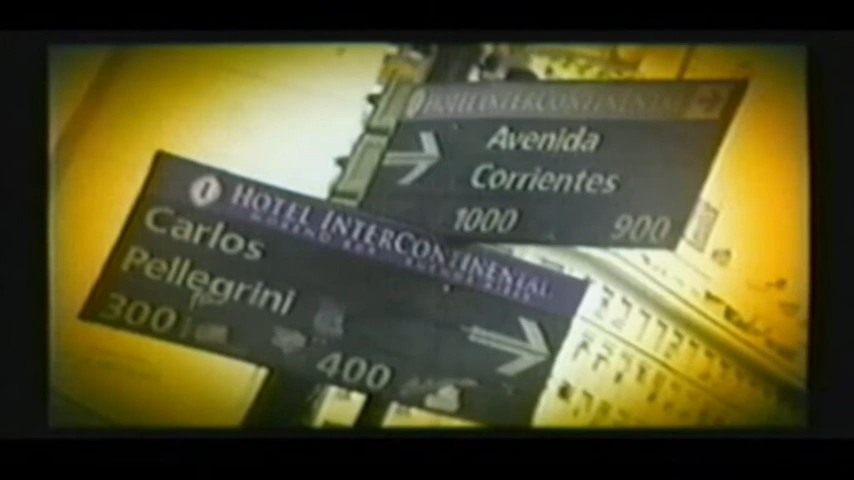 HOTEL INTERCONTINENTAL
Avenida
Corrientes
1000 900
HOTEL INTERCONTINENTAL
Carlos
Pellegrini
300
400